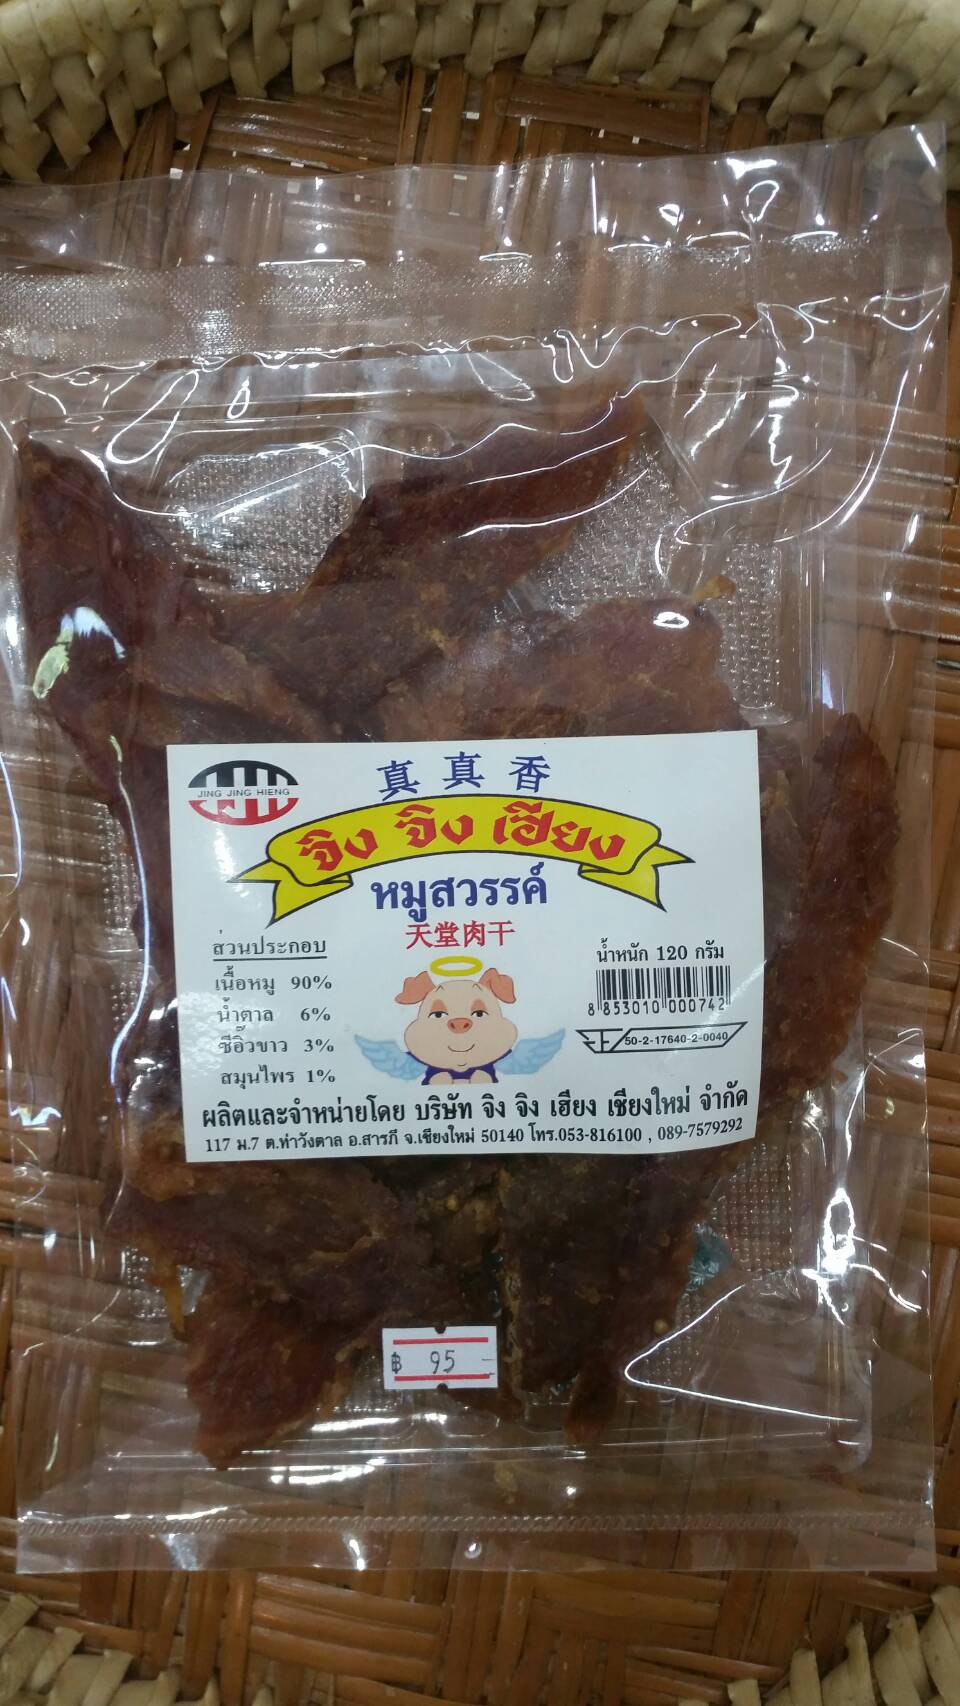 JING JING HIENG
真真香
จิง จิง เฮียง
หมูสวรรค์
天堂肉干
ส่วนประกอบ
เนื้อหมู 90%
น้ำตาล 6%
ซีอิ๊วขาว 3%
สมุนไพร 1%
น้ำหนัก 120 กรัม
8 853010 000742
50-2-17640-2-0040
ผลิตและจำหน่ายโดย บริษัท จิง จิง เฮียง เชียงใหม่ จำกัด
117 ม.7 ต.ท่าวังตาล อ.สารภี จ.เชียงใหม่ 50140 โทร.053-816100 , 089-7579292
฿ 95 -